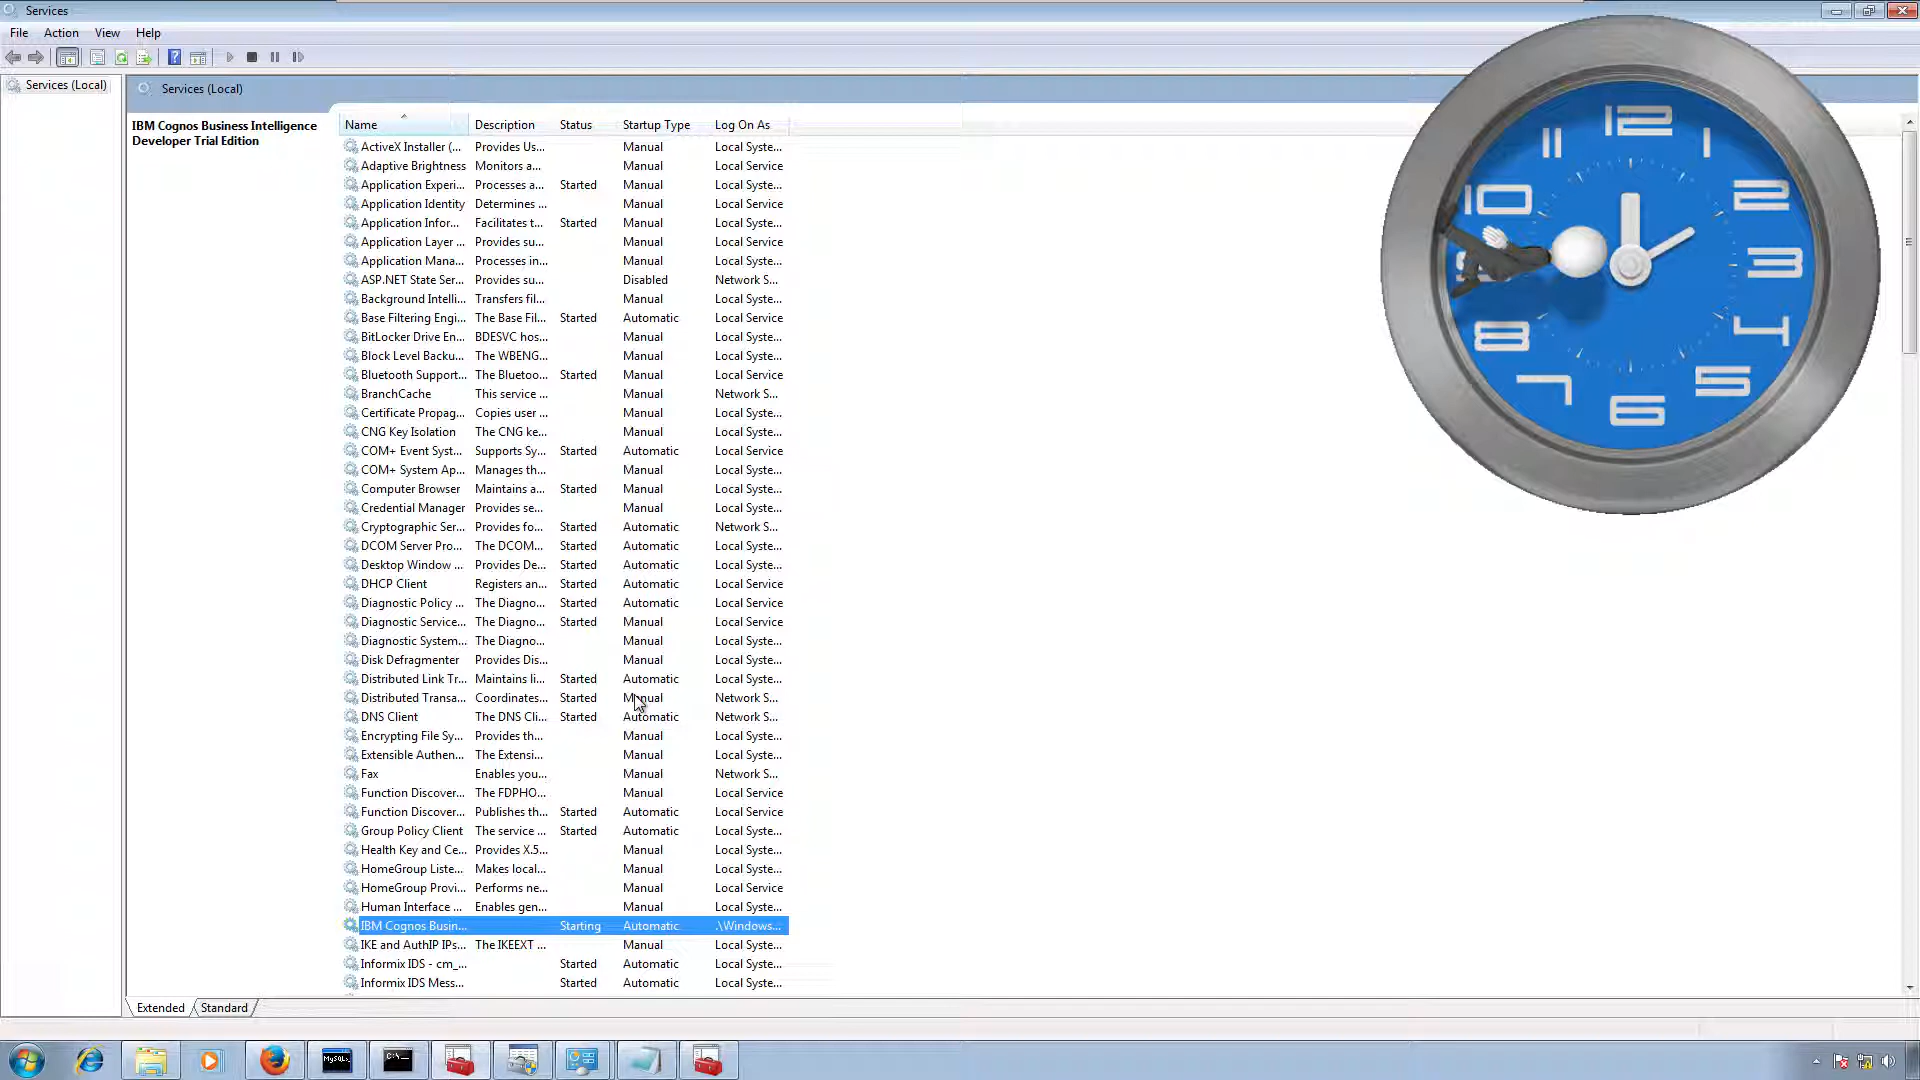 Services
File Action View Help
Services (Local)
Services (Local)
IBM Cognos Business Intelligence
Developer Trial Edition
Name Description Status Startup Type Log On As
ActiveX Installer (... Provides Us... Manual Local Syste...
Adaptive Brightness Monitors a... Manual Local Service
Application Experi... Processes a... Started Manual Local Syste...
Application Identity Determines ... Manual Local Service
Application Infor... Facilitates t... Started Manual Local Syste...
Application Layer ... Provides su... Manual Local Service
Application Mana... Processes in... Manual Local Syste...
ASP.NET State Ser... Provides su... Disabled Network S...
Background Intelli... Transfers fil... Manual Local Syste...
Base Filtering Engi... The Base Fil... Started Automatic Local Service
BitLocker Drive En... BDESVC hos... Manual Local Syste...
Block Level Backu... The WBENG... Manual Local Syste...
Bluetooth Support... The Bluetoo... Started Manual Local Service
BranchCache This service ... Manual Network S...
Certificate Propag... Copies user ... Manual Local Syste...
CNG Key Isolation The CNG ke... Manual Local Syste...
COM+ Event Syst... Supports Sy... Started Automatic Local Service
COM+ System Ap... Manages th... Manual Local Syste...
Computer Browser Maintains a... Started Manual Local Syste...
Credential Manager Provides se... Manual Local Syste...
Cryptographic Ser... Provides fo... Started Automatic Network S...
DCOM Server Pro... The DCOM... Started Automatic Local Syste...
Desktop Window ... Provides De... Started Automatic Local Syste...
DHCP Client Registers an... Started Automatic Local Service
Diagnostic Policy ... The Diagno... Started Automatic Local Service
Diagnostic Service... The Diagno... Started Manual Local Service
Diagnostic System... The Diagno... Manual Local Syste...
Disk Defragmenter Provides Dis... Manual Local Syste...
Distributed Link Tr... Maintains li... Started Automatic Local Syste...
Distributed Transa... Coordinates... Started Manual Network S...
DNS Client The DNS Cli... Started Automatic Network S...
Encrypting File Sy... Provides th... Manual Local Syste...
Extensible Authen... The Extensi... Manual Local Syste...
Fax Enables you... Manual Network S...
Function Discover... The FDPHO... Manual Local Service
Function Discover... Publishes th... Started Automatic Local Service
Group Policy Client The service ... Started Automatic Local Syste...
Health Key and Ce... Provides X.5... Manual Local Syste...
HomeGroup Liste... Makes local... Manual Local Syste...
HomeGroup Provi... Performs ne... Manual Local Service
Human Interface ... Enables gen... Manual Local Syste...
IBM Cognos Busin... Starting Automatic .\Windows...
IKE and AuthIP IPs... The IKEEXT ... Manual Local Syste...
Informix IDS - cm_... Started Automatic Local Syste...
Informix IDS Mess... Started Automatic Local Syste...
Extended Standard
12
11 1
10 2
3
8 4
7 5
6
MySQL
C:\